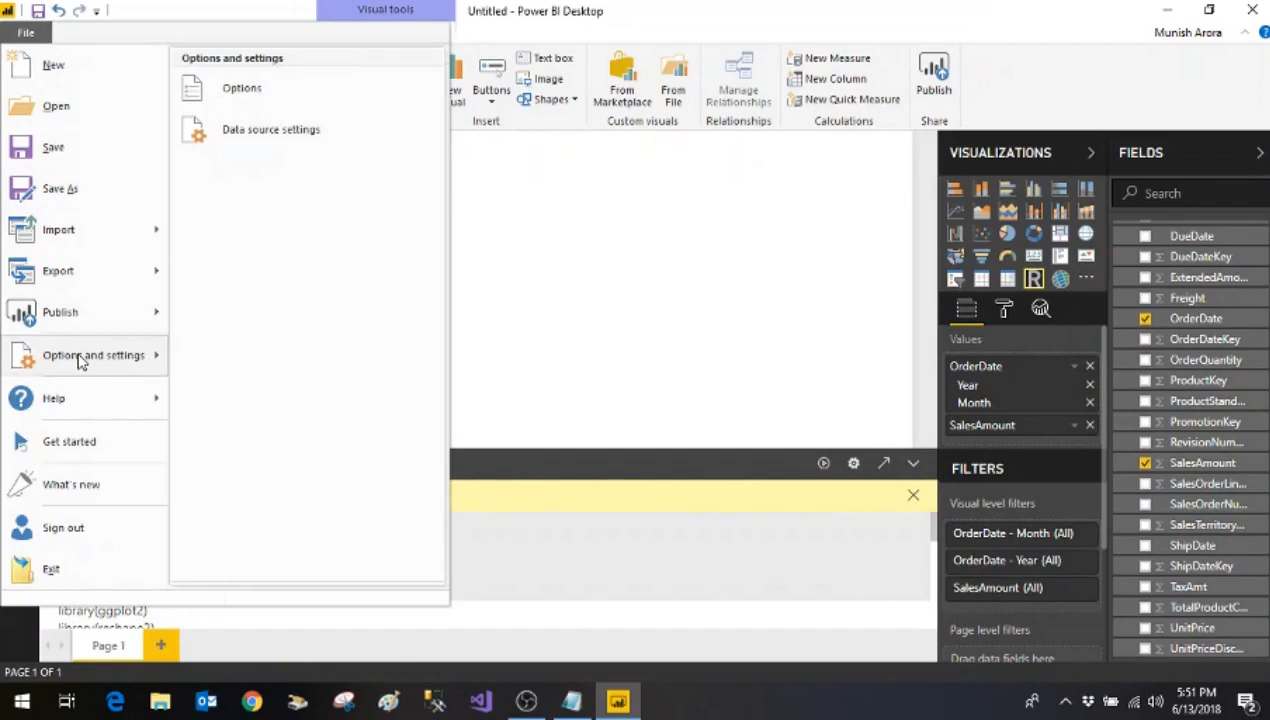 Visual tools
Untitled - Power BI Desktop
Munish Arora
File
New
Open
Save
Save As
Import
Export
Publish
Options and settings
Help
Get started
What's new
Sign out
Exit
Options and settings
Options
Data source settings
Buttons
Text box
Image
Shapes
Insert
From Marketplace
From File
Custom visuals
Manage Relationships
Relationships
New Measure
New Column
New Quick Measure
Calculations
Publish
Share
VISUALIZATIONS
R
Values
OrderDate
Year
Month
SalesAmount
FILTERS
Visual level filters
OrderDate - Month (All)
OrderDate - Year (All)
SalesAmount (All)
Page level filters
Drag data fields here
FIELDS
Search
DueDate
DueDateKey
ExtendedAmo...
Freight
OrderDate
OrderDateKey
OrderQuantity
ProductKey
ProductStand...
PromotionKey
RevisionNum...
SalesAmount
SalesOrderLin...
SalesOrderNu...
SalesTerritory...
ShipDate
ShipDateKey
TaxAmt
TotalProductC...
UnitPrice
UnitPriceDisc...
library(ggplot2)
library(reshape2)
Page 1
PAGE 1 OF 1
5:51 PM
6/13/2018